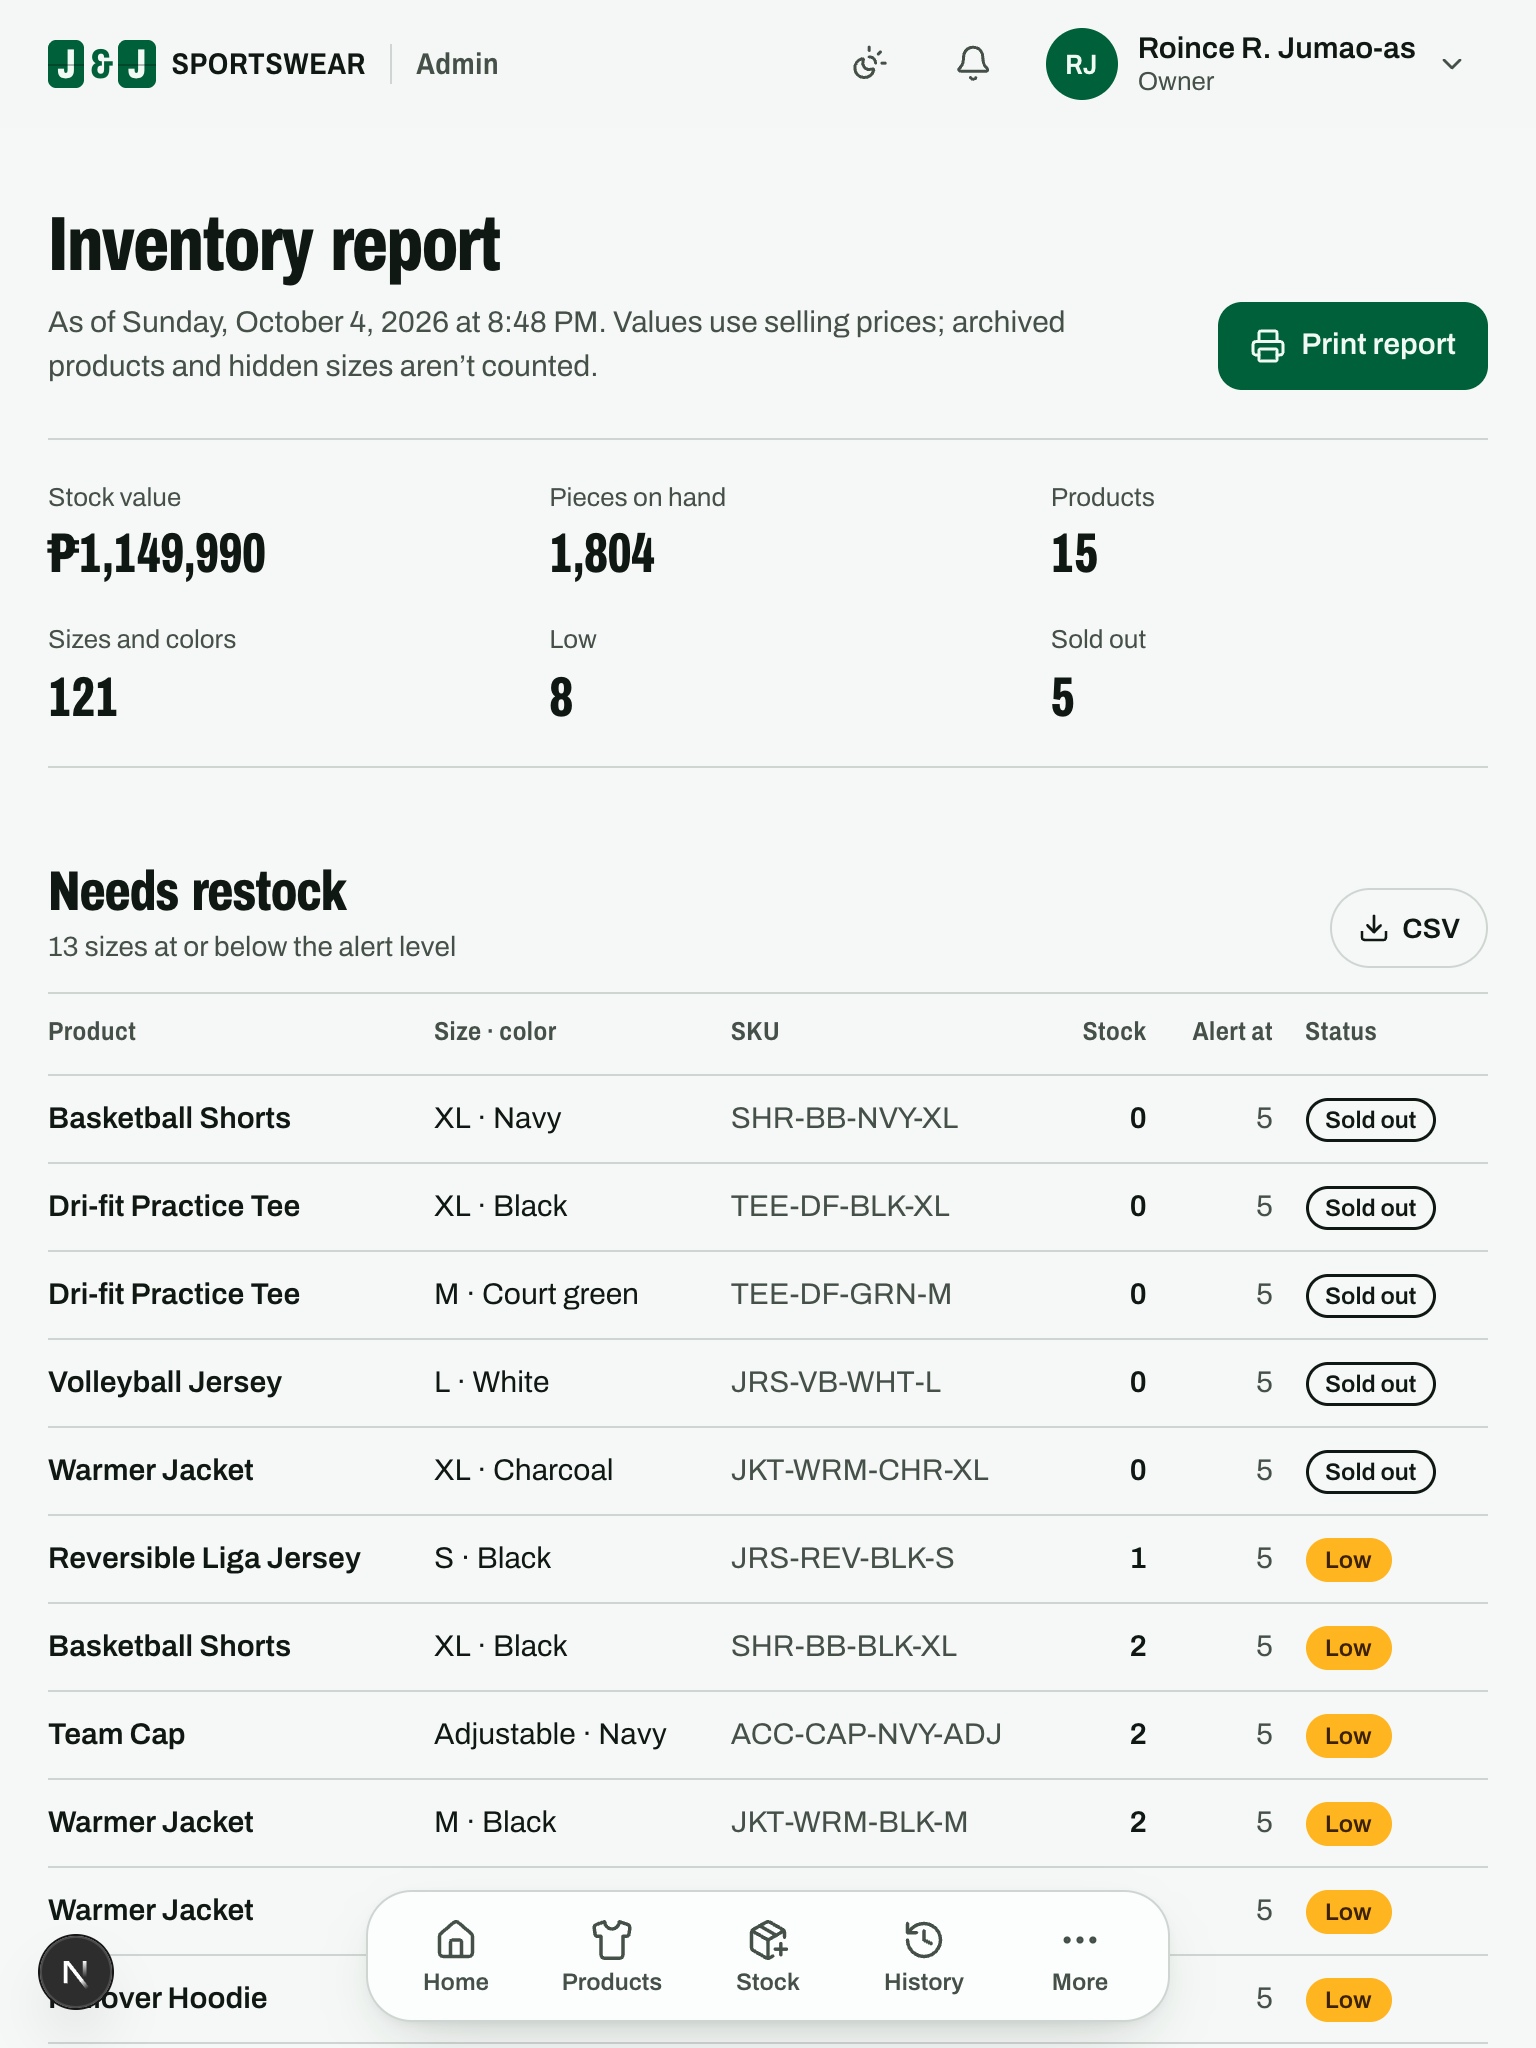 J & J SPORTSWEAR Admin
RJ
Roince R. Jumao-as
Owner
Inventory report
As of Sunday, October 4, 2026 at 8:48 PM. Values use selling prices; archived
products and hidden sizes aren’t counted.
Print report
Stock value Pieces on hand Products
₱1,149,990 1,804 15
Sizes and colors Low Sold out
121 8 5
Needs restock
13 sizes at or below the alert level
CSV
Product Size · color SKU Stock Alert at Status
Basketball Shorts XL · Navy SHR-BB-NVY-XL 0 5 Sold out
Dri-fit Practice Tee XL · Black TEE-DF-BLK-XL 0 5 Sold out
Dri-fit Practice Tee M · Court green TEE-DF-GRN-M 0 5 Sold out
Volleyball Jersey L · White JRS-VB-WHT-L 0 5 Sold out
Warmer Jacket XL · Charcoal JKT-WRM-CHR-XL 0 5 Sold out
Reversible Liga Jersey S · Black JRS-REV-BLK-S 1 5 Low
Basketball Shorts XL · Black SHR-BB-BLK-XL 2 5 Low
Team Cap Adjustable · Navy ACC-CAP-NVY-ADJ 2 5 Low
Warmer Jacket M · Black JKT-WRM-BLK-M 2 5 Low
Warmer Jacket 5 Low
Hoodie 5 Low
N
Home Products Stock History More